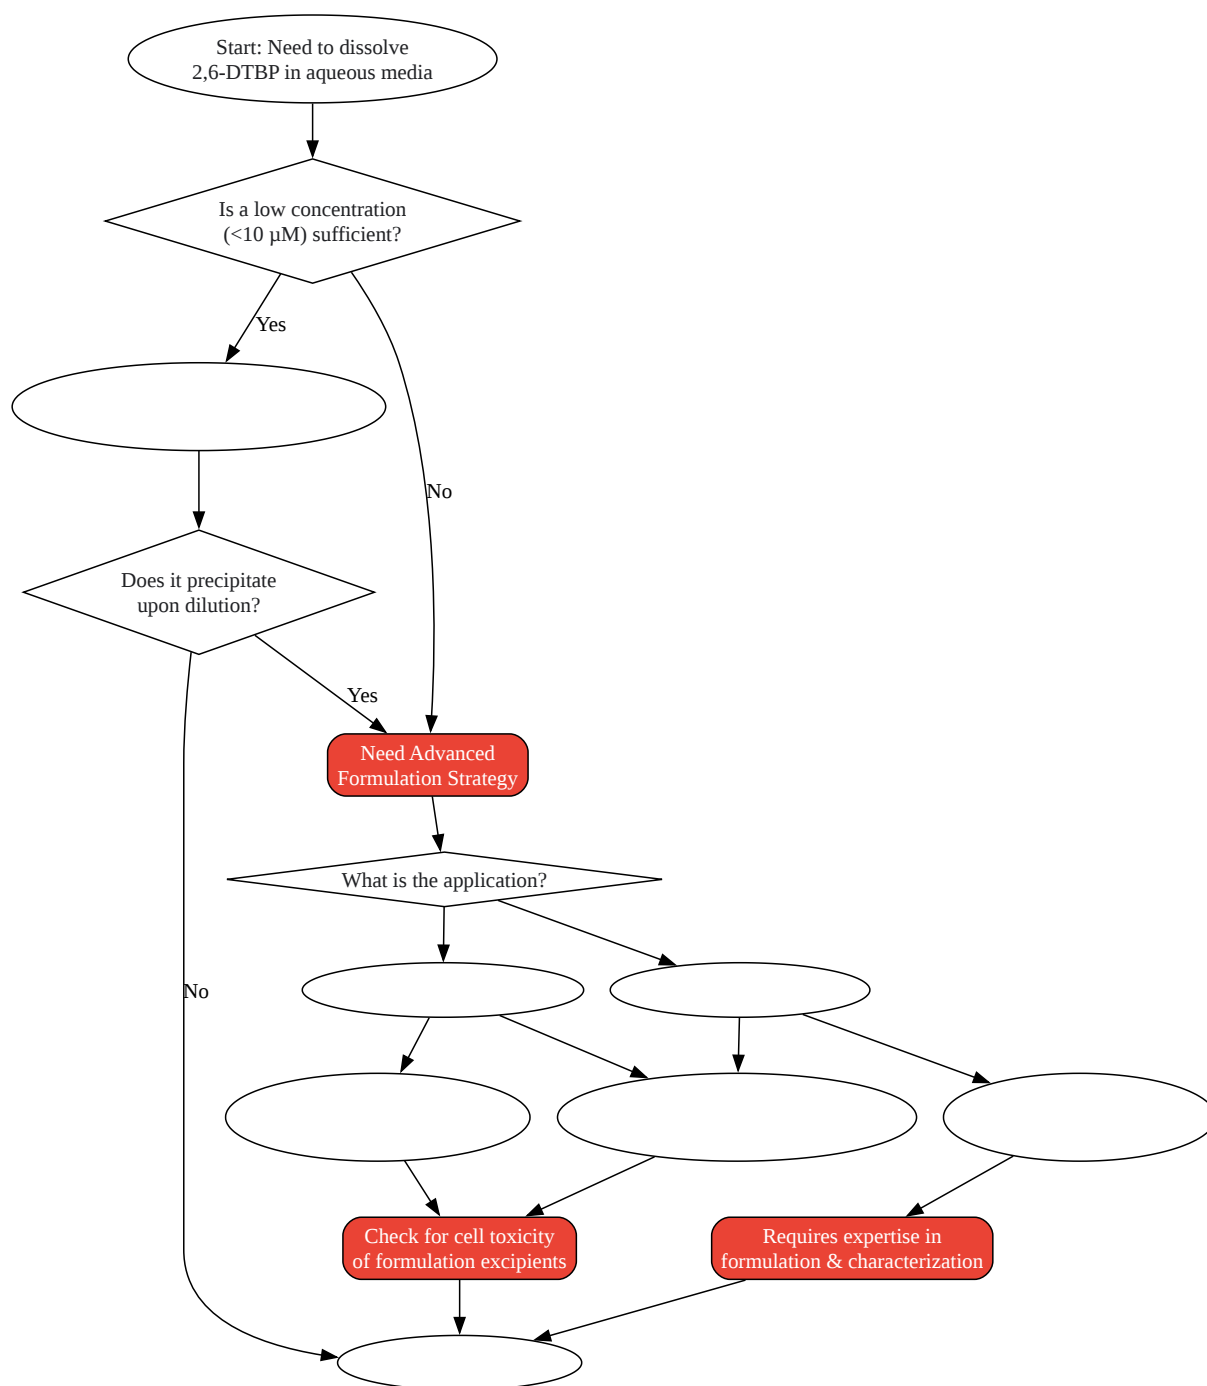 Start: Need to dissolve
2,6-DTBP in aqueous media
Is a low concentration
(<10 µM) sufficient?
Yes
No
Does it precipitate
upon dilution?
Yes
Need Advanced
Formulation Strategy
What is the application?
No
Check for cell toxicity
of formulation excipients
Requires expertise in
formulation & characterization